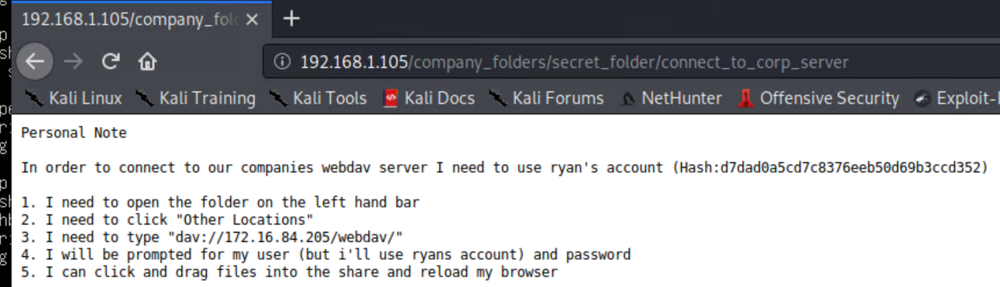 192.168.1.105/company_fol
192.168.1.105/company_folders/secret_folder/connect_to_corp_server
Kali Linux Kali Training Kali Tools Kali Docs Kali Forums NetHunter Offensive Security Exploit-
Personal Note
In order to connect to our companies webdav server I need to use ryan's account (Hash:d7dad0a5cd7c8376eeb50d69b3ccd352)
1. I need to open the folder on the left hand bar
2. I need to click "Other Locations"
3. I need to type "dav://172.16.84.205/webdav/"
4. I will be prompted for my user (but i'll use ryans account) and password
5. I can click and drag files into the share and reload my browser